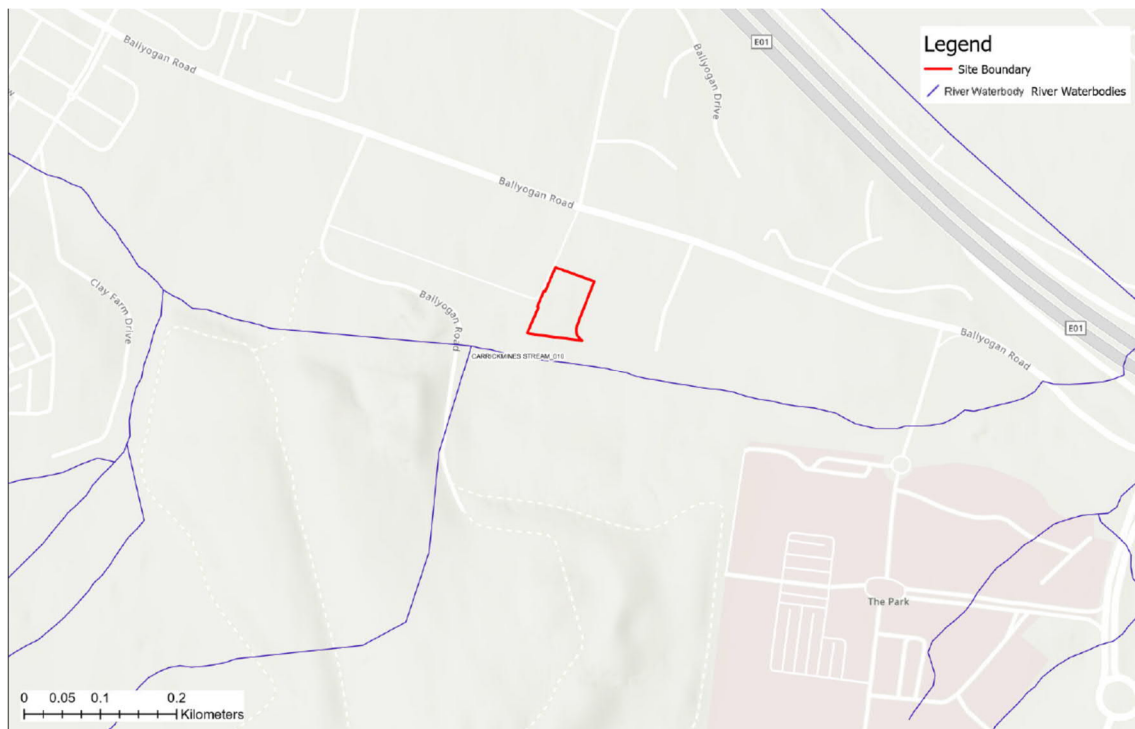 Ballyogan Road
E01
Ballyogan Drive
Legend
Site Boundary
River Waterbody River Waterbodies
Ballyogan Road
Clay Farm Drive
Ballyogan Road
E01
Ballyogan Road
CARRICKMINES STREAM_010
The Park
0 0.05 0.1 0.2
Kilometers